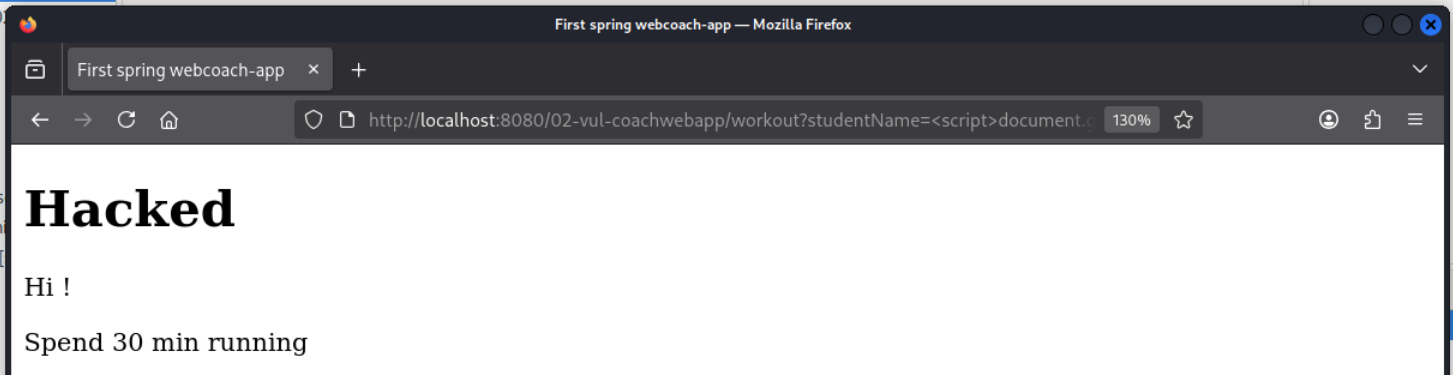 First spring webcoach-app — Mozilla Firefox
First spring webcoach-app
http://localhost:8080/02-vul-coachwebapp/workout?studentName=<script>document.g
130%
Hacked
Hi !
Spend 30 min running